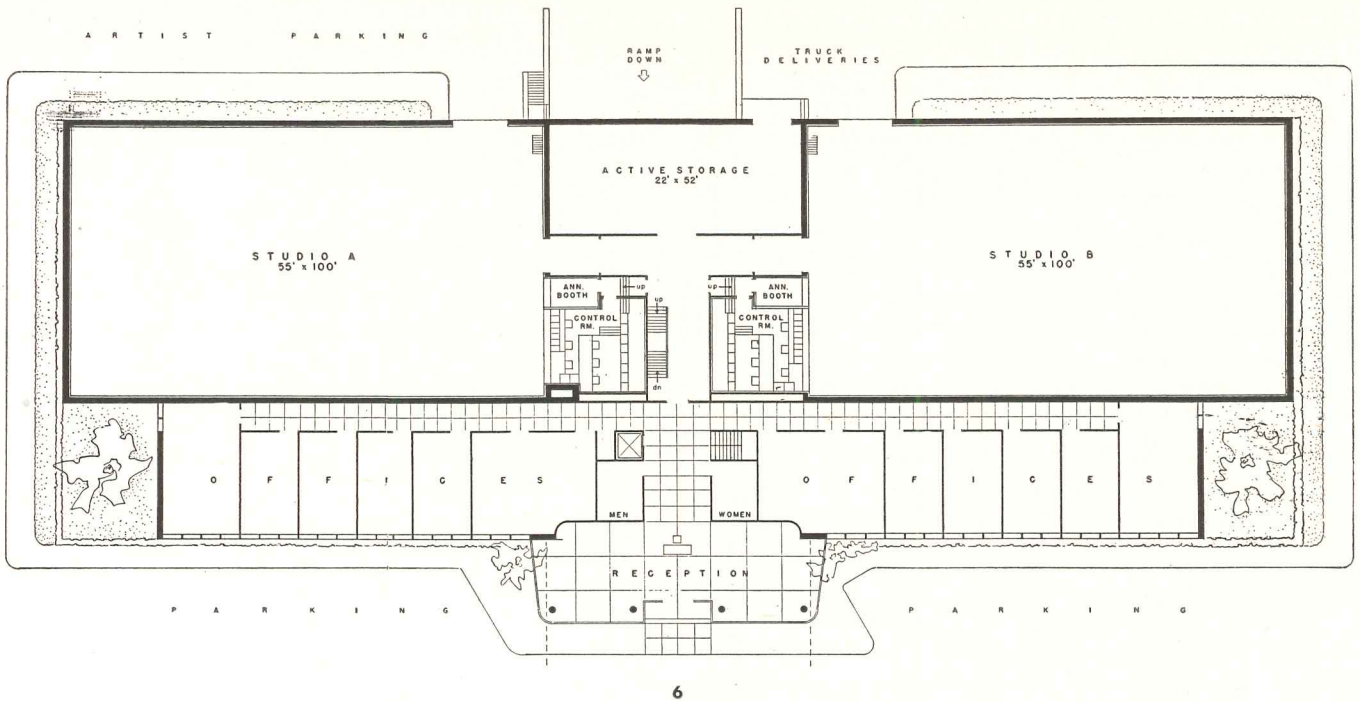 ARTIST PARKING
RAMP
DOWN
TRUCK
DELIVERIES
ACTIVE STORAGE
22' x 52'
STUDIO A
55' x 100'
STUDIO B
55' x 100'
ANN.
BOOTH
up
up
up
ANN.
BOOTH
CONTROL
RM.
CONTROL
RM.
dn
OFFICES
OFFICES
MEN
WOMEN
RECEPTION
PARKING
PARKING
6